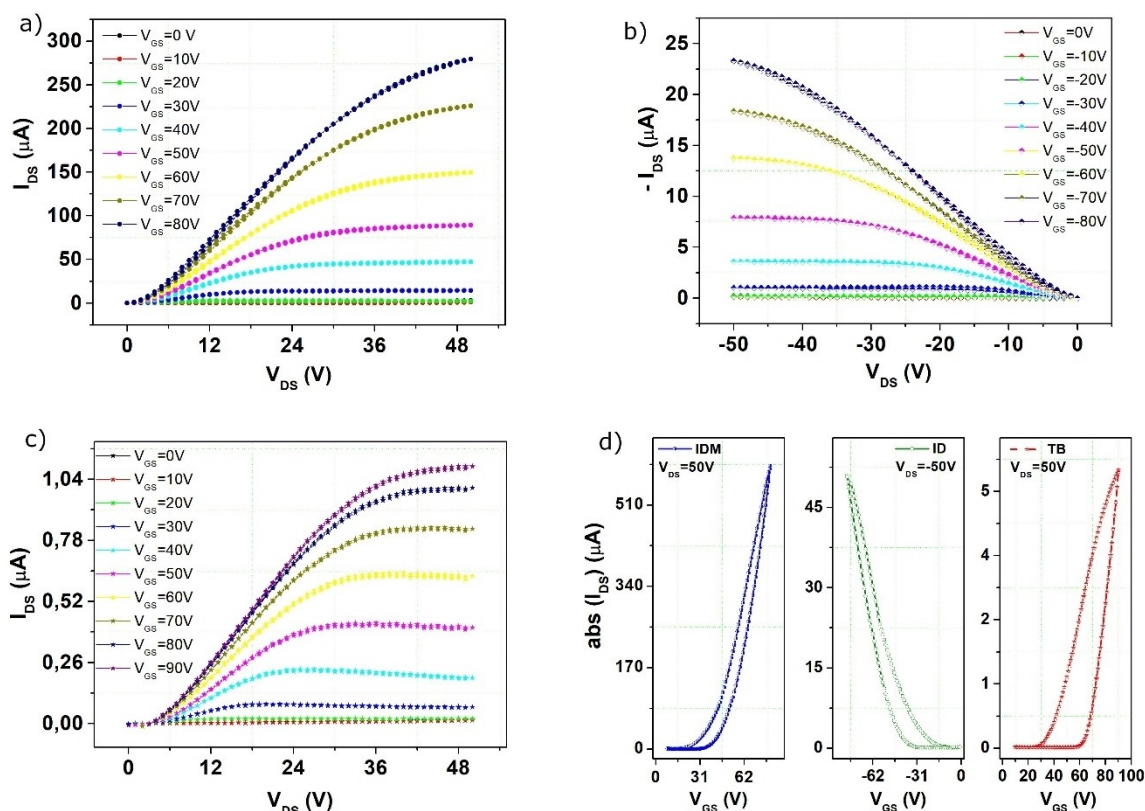 a)
I_DS (μA)
300
250
200
150
100
50
0
V_GS=0 V
V_GS=10V
V_GS=20V
V_GS=30V
V_GS=40V
V_GS=50V
V_GS=60V
V_GS=70V
V_GS=80V
0 12 24 36 48
V_DS (V)
b)
- I_DS (μA)
25
20
15
10
5
0
V_GS=0V
V_GS=-10V
V_GS=-20V
V_GS=-30V
V_GS=-40V
V_GS=-50V
V_GS=-60V
V_GS=-70V
V_GS=-80V
-50 -40 -30 -20 -10 0
V_DS (V)
c)
I_DS (μA)
1,04
0,78
0,52
0,26
0,00
V_GS=0V
V_GS=10V
V_GS=20V
V_GS=30V
V_GS=40V
V_GS=50V
V_GS=60V
V_GS=70V
V_GS=80V
V_GS=90V
0 12 24 36 48
V_DS (V)
d)
abs (I_DS) (μA)
IDM
V_DS=50V
510
340
170
0
0 31 62
V_GS (V)
ID
V_DS=-50V
45
30
15
0
-62 -31 0
V_GS (V)
TB
V_DS=50V
5
4
2
1
0
0 20 40 60 80 100
V_GS (V)